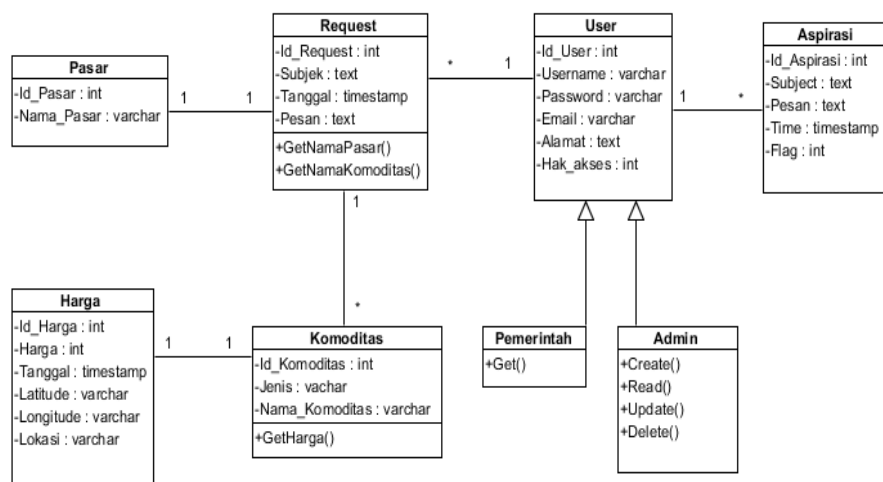 Pasar
-Id_Pasar : int
-Nama_Pasar : varchar
1
1
Request
-Id_Request : int
-Subjek : text
-Tanggal : timestamp
-Pesan : text
+GetNamaPasar()
+GetNamaKomoditas()
*
1
User
-Id_User : int
-Username : varchar
-Password : varchar
-Email : varchar
-Alamat : text
-Hak_akses : int
1
*
Aspirasi
-Id_Aspirasi : int
-Subject : text
-Pesan : text
-Time : timestamp
-Flag : int
1
*
Harga
-Id_Harga : int
-Harga : int
-Tanggal : timestamp
-Latitude : varchar
-Longitude : varchar
-Lokasi : varchar
1
1
Komoditas
-Id_Komoditas : int
-Jenis : vachar
-Nama_Komoditas : varchar
+GetHarga()
Pemerintah
+Get()
Admin
+Create()
+Read()
+Update()
+Delete()